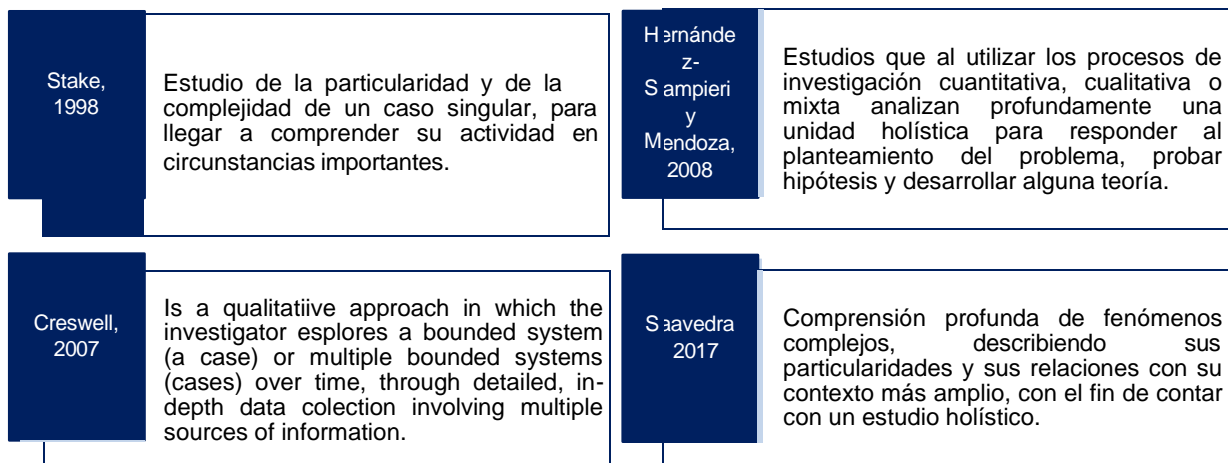 Stake,
1998
Estudio de la particularidad y de la
complejidad de un caso singular, para
llegar a comprender su actividad en
circunstancias importantes.
Hernánde
z-
Sampieri
y
Mendoza,
2008
Estudios que al utilizar los procesos de
investigación cuantitativa, cualitativa o
mixta analizan profundamente una
unidad holística para responder al
planteamiento del problema, probar
hipótesis y desarrollar alguna teoría.
Creswell,
2007
Is a qualitatiive approach in which the
investigator esplores a bounded system
(a case) or multiple bounded systems
(cases) over time, through detailed, in-
depth data colection involving multiple
sources of information.
Saavedra
2017
Comprensión profunda de fenómenos
complejos, describiendo sus
particularidades y sus relaciones con su
contexto más amplio, con el fin de contar
con un estudio holístico.